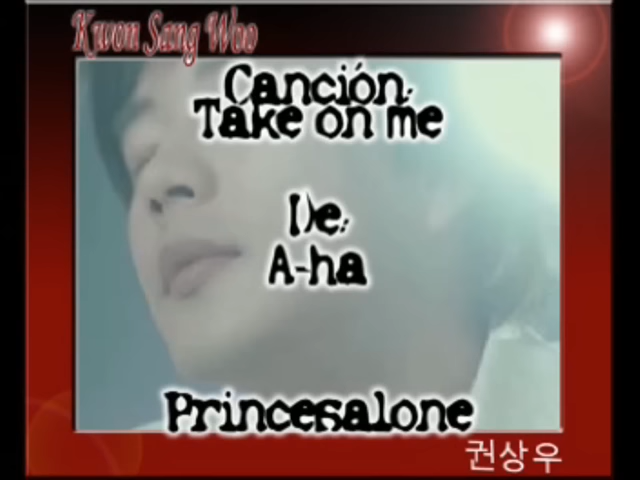 Kwon Sang Woo
Canción:
Take on me
De:
A-ha
Princesalone
권상우